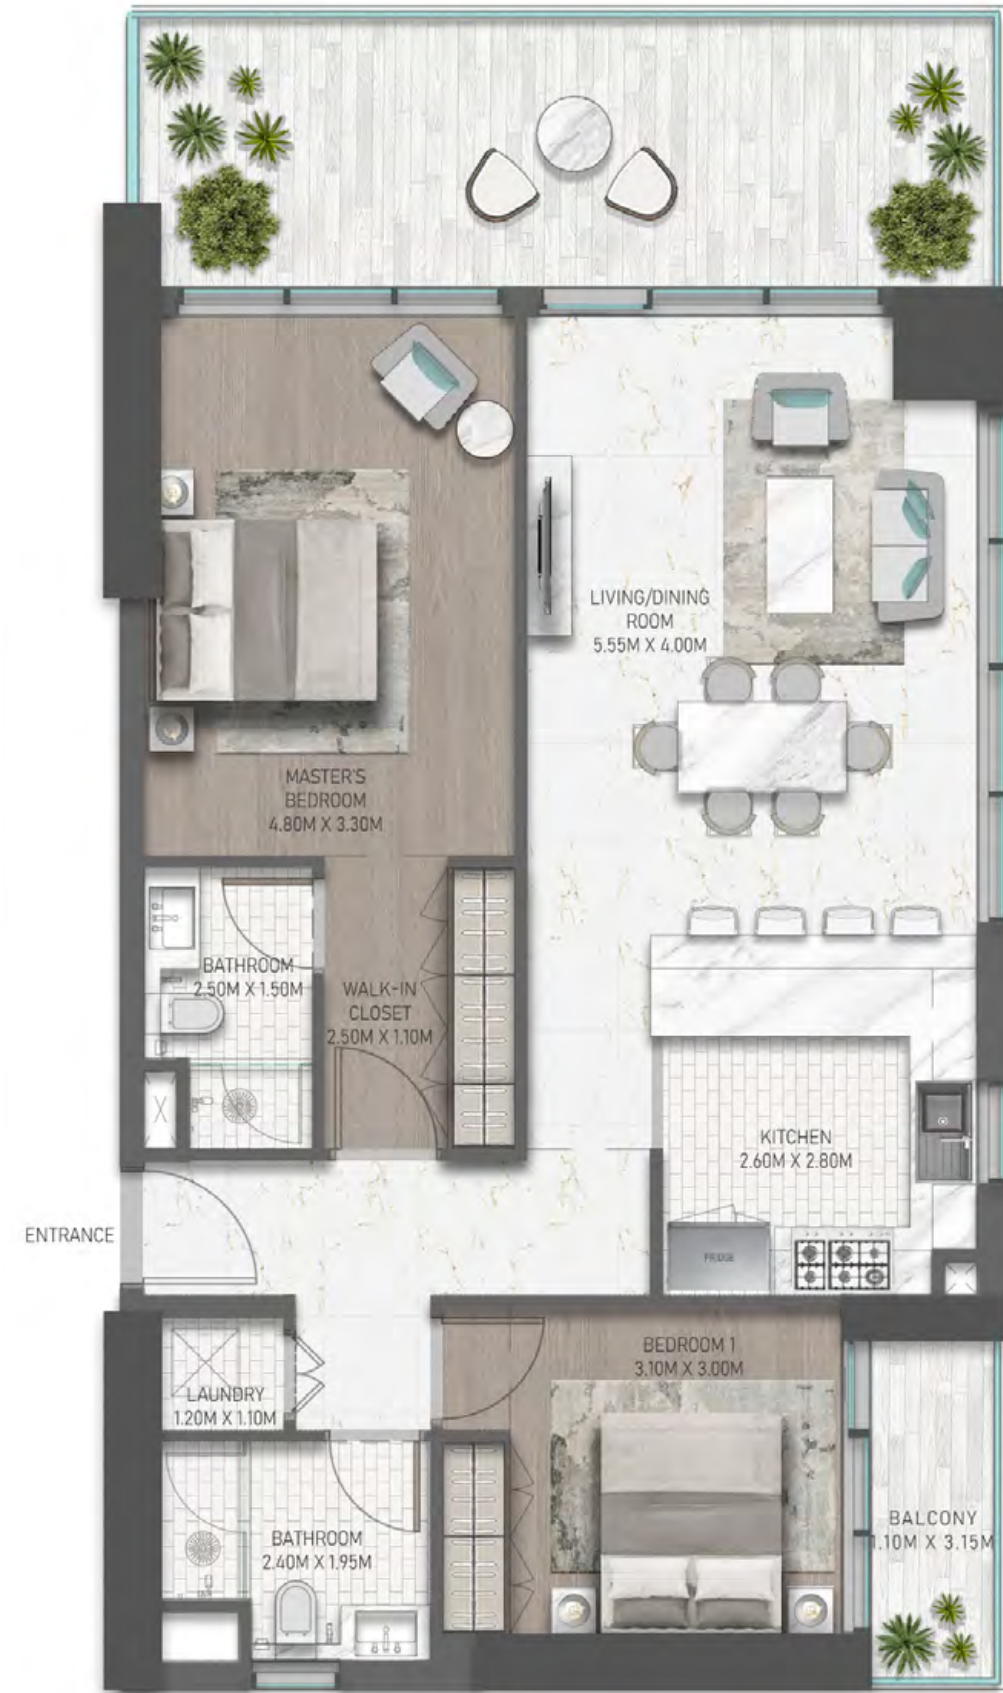 LIVING/DINING
ROOM
5.55M X 4.00M
MASTER'S
BEDROOM
4.80M X 3.30M
BATHROOM
2.50M X 1.50M
WALK-IN
CLOSET
2.50M X 1.10M
KITCHEN
2.60M X 2.80M
ENTRANCE
FRIDGE
BEDROOM 1
3.10M X 3.00M
LAUNDRY
1.20M X 1.10M
BALCONY
1.10M X 3.15M
BATHROOM
2.40M X 1.95M